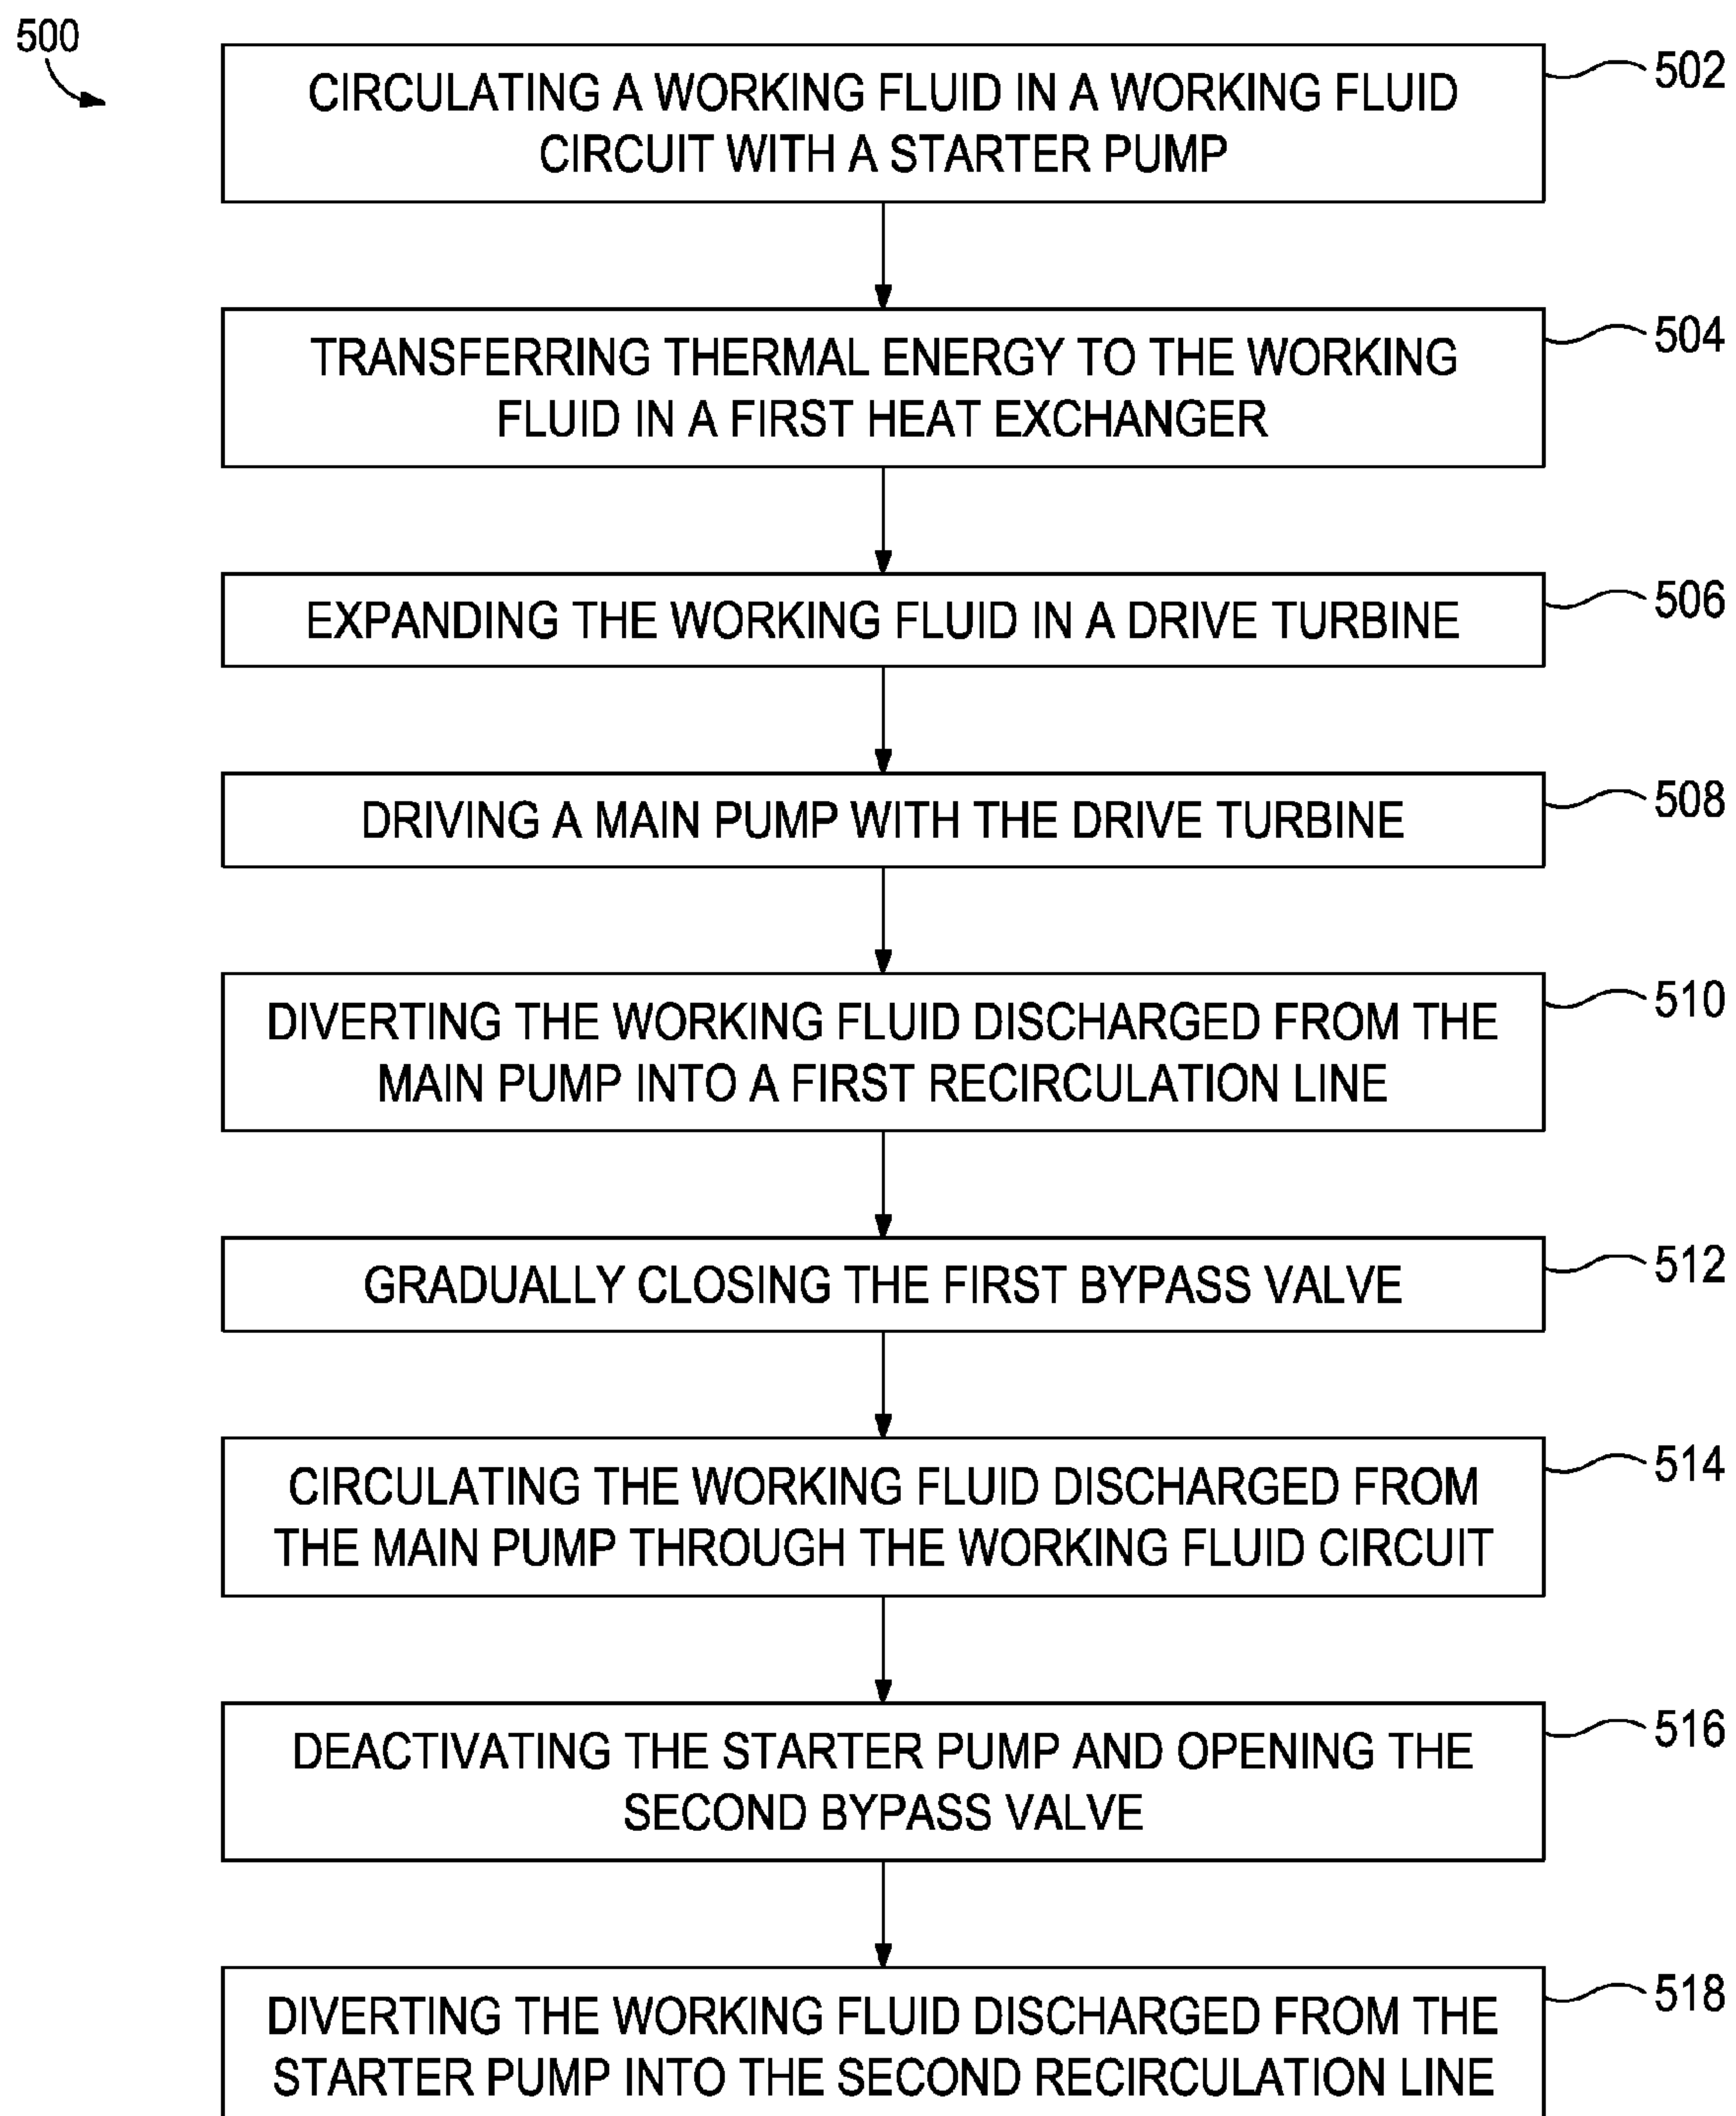 500
CIRCULATING A WORKING FLUID IN A WORKING FLUID
CIRCUIT WITH A STARTER PUMP
502
TRANSFERRING THERMAL ENERGY TO THE WORKING
FLUID IN A FIRST HEAT EXCHANGER
504
EXPANDING THE WORKING FLUID IN A DRIVE TURBINE
506
DRIVING A MAIN PUMP WITH THE DRIVE TURBINE
508
DIVERTING THE WORKING FLUID DISCHARGED FROM THE
MAIN PUMP INTO A FIRST RECIRCULATION LINE
510
GRADUALLY CLOSING THE FIRST BYPASS VALVE
512
CIRCULATING THE WORKING FLUID DISCHARGED FROM
THE MAIN PUMP THROUGH THE WORKING FLUID CIRCUIT
514
DEACTIVATING THE STARTER PUMP AND OPENING THE
SECOND BYPASS VALVE
516
DIVERTING THE WORKING FLUID DISCHARGED FROM THE
STARTER PUMP INTO THE SECOND RECIRCULATION LINE
518